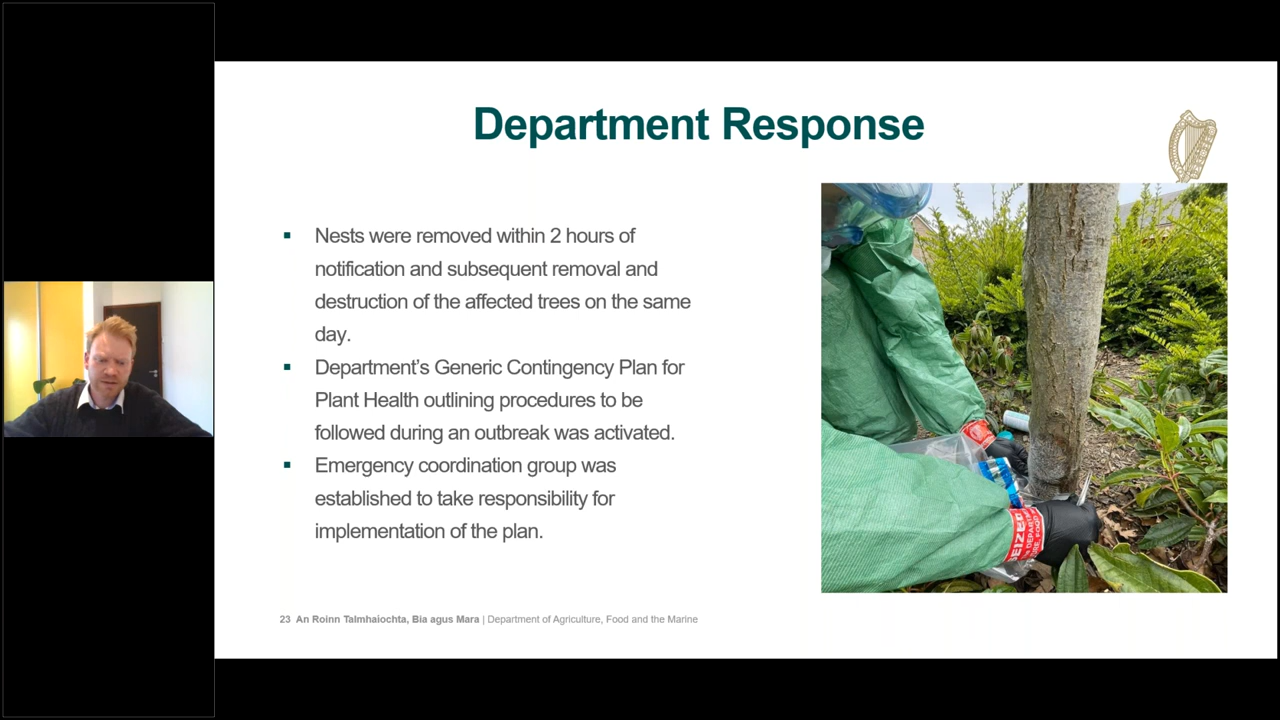 Department Response
▪ Nests were removed within 2 hours of
notification and subsequent removal and
destruction of the affected trees on the same
day.
▪ Department’s Generic Contingency Plan for
Plant Health outlining procedures to be
followed during an outbreak was activated.
▪ Emergency coordination group was
established to take responsibility for
implementation of the plan.
23 An Roinn Talmhaíochta, Bia agus Mara | Department of Agriculture, Food and the Marine